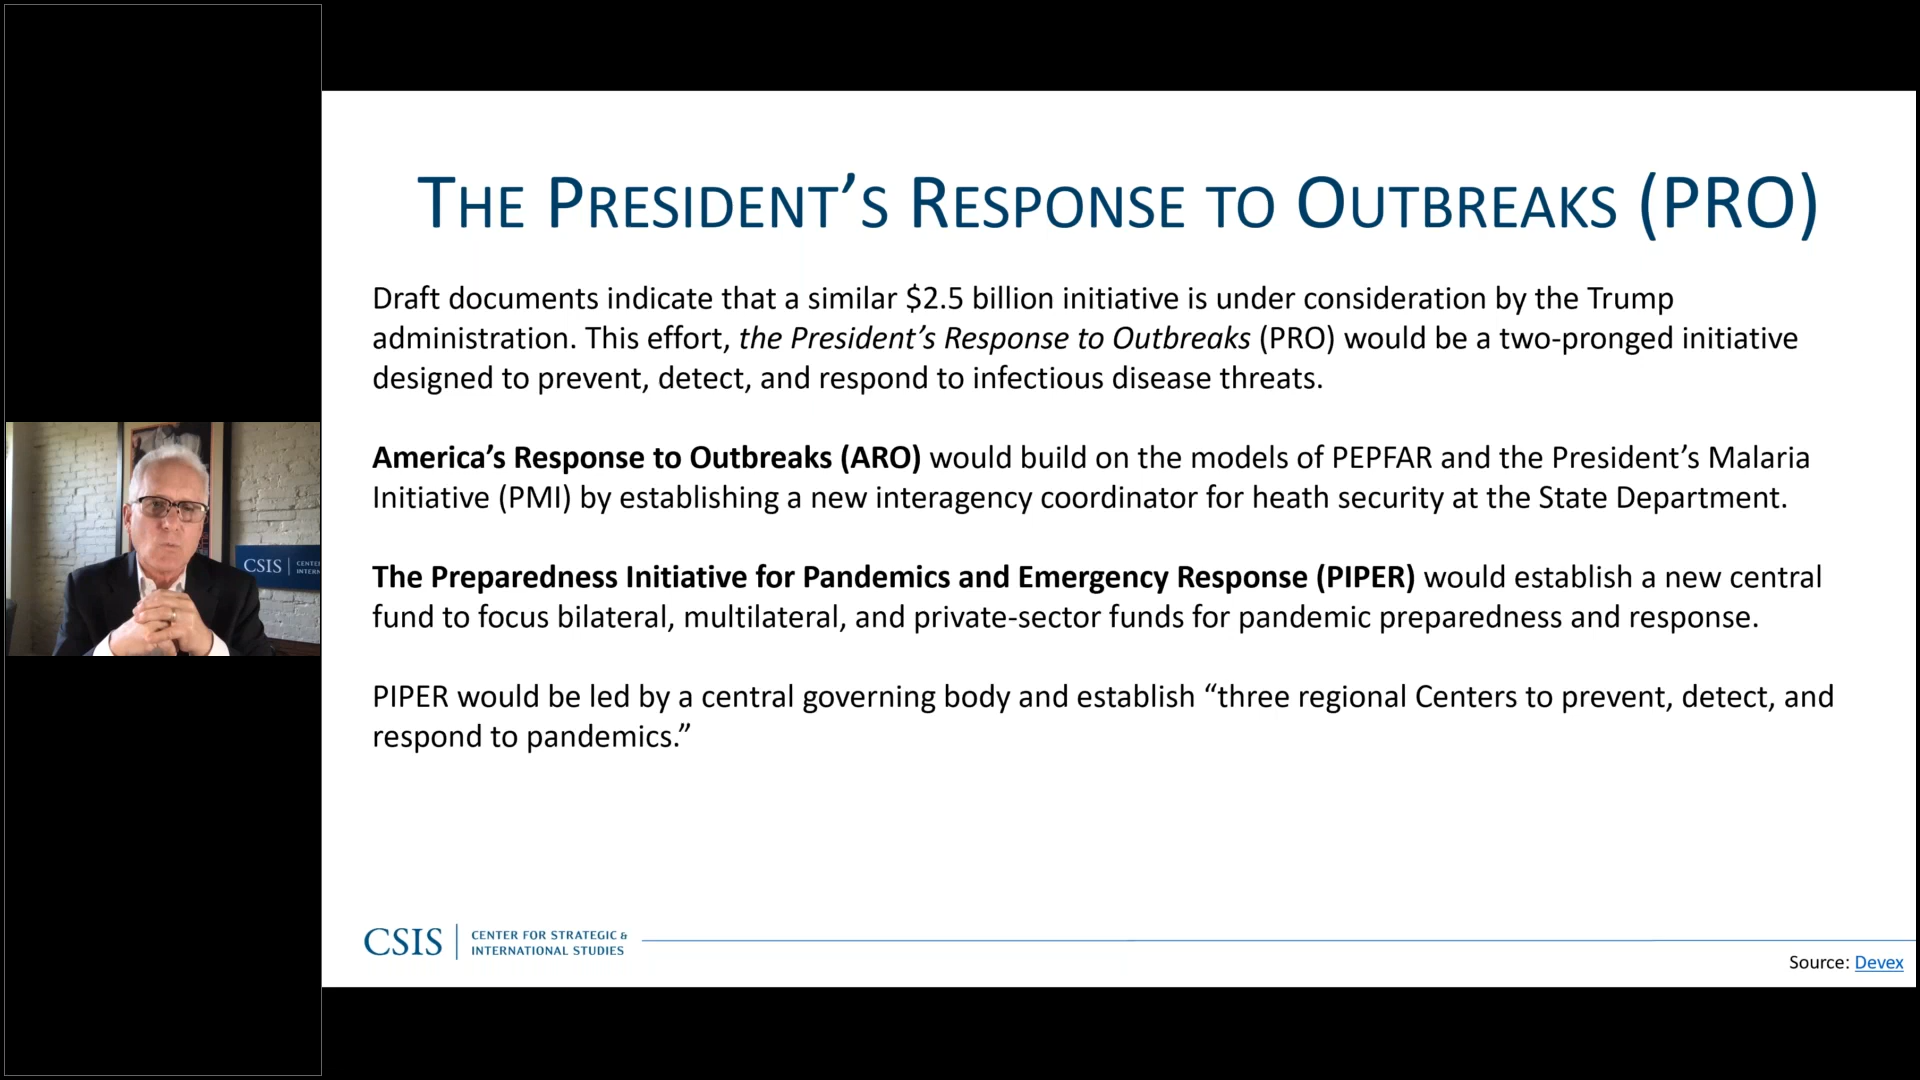 THE PRESIDENT’S RESPONSE TO OUTBREAKS (PRO)
Draft documents indicate that a similar $2.5 billion initiative is under consideration by the Trump
administration. This effort, the President’s Response to Outbreaks (PRO) would be a two-pronged initiative
designed to prevent, detect, and respond to infectious disease threats.
America’s Response to Outbreaks (ARO) would build on the models of PEPFAR and the President’s Malaria
Initiative (PMI) by establishing a new interagency coordinator for heath security at the State Department.
The Preparedness Initiative for Pandemics and Emergency Response (PIPER) would establish a new central
fund to focus bilateral, multilateral, and private-sector funds for pandemic preparedness and response.
PIPER would be led by a central governing body and establish “three regional Centers to prevent, detect, and
respond to pandemics.”
CSIS | CENTER FOR STRATEGIC &
INTERNATIONAL STUDIES
Source: Devex
CSIS | CENTE
INTERN